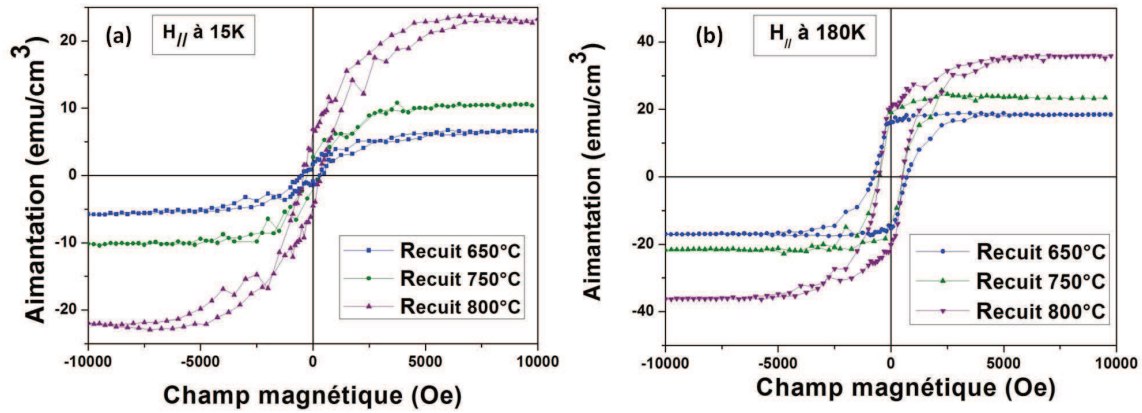 (a)
H// à 15K
Aimantation (emu/cm3)
20
10
0
-10
-20
Recuit 650°C
Recuit 750°C
Recuit 800°C
-10000
-5000
0
5000
10000
Champ magnétique (Oe)
(b)
H// à 180K
Aimantation (emu/cm3)
60
40
20
0
-20
-40
-60
Recuit 650°C
Recuit 750°C
Recuit 800°C
-10000
-5000
0
5000
10000
Champ magnétique (Oe)